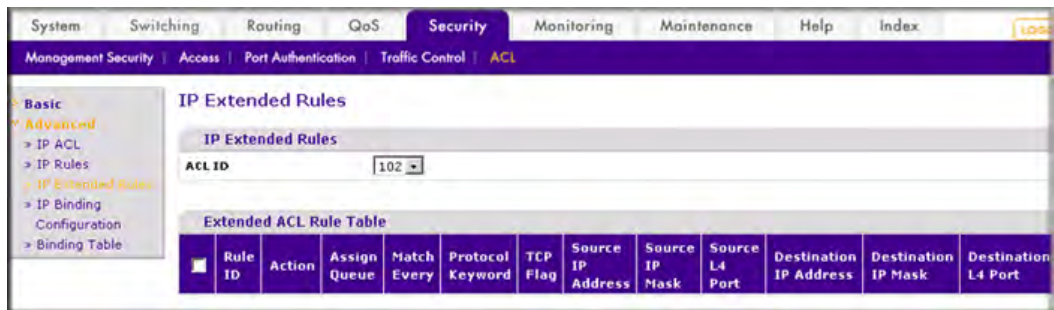 System Switching Routing QoS Security Monitoring Maintenance Help Index
Management Security Access Port Authentication Traffic Control ACL
Basic
Advanced
IP ACL
IP Rules
IP Extended Rules
IP Binding
Configuration
Binding Table
IP Extended Rules
IP Extended Rules
ACL ID 102
Extended ACL Rule Table
Rule ID Action Assign Queue Match Every Protocol Keyword TCP Flag Source IP Address Source IP Mask Source L4 Port Destination IP Address Destination IP Mask Destination L4 Port